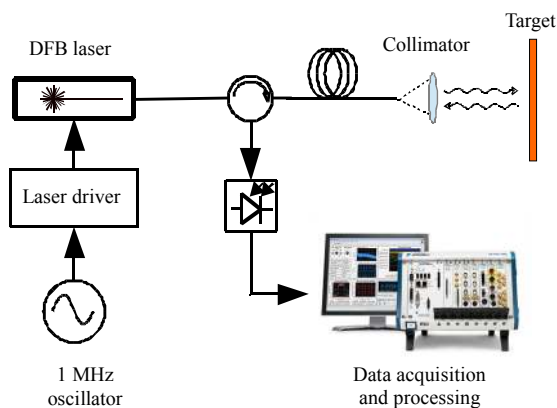 Target
DFB laser
Collimator
Laser driver
1 MHz
oscillator
Data acquisition
and processing